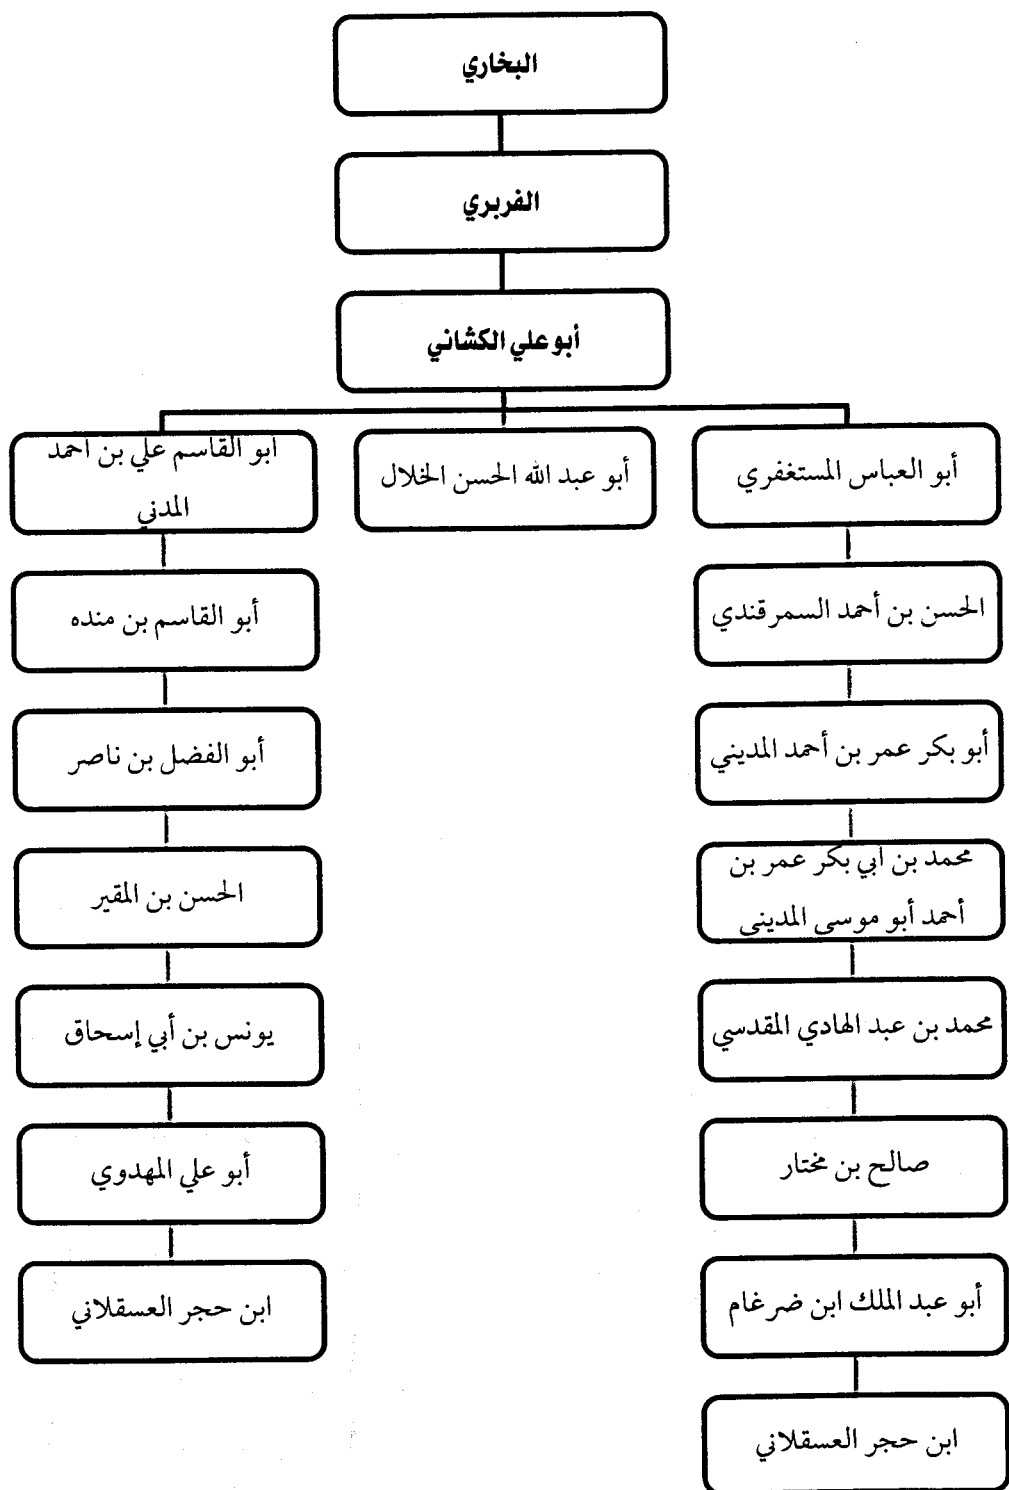 البخاري
الفربري
أبو علي الكشاني
أبو العباس المستغفري
الحسن بن أحمد السمرقندي
أبو بكر عمر بن أحمد المديني
محمد بن أبي بكر عمر بن
أحمد أبو موسى المديني
محمد بن عبد الهادي المقدسي
صالح بن مختار
أبو عبد الملك ابن ضرغام
ابن حجر العسقلاني
أبو عبد الله الحسن الخلال
أبو القاسم علي بن احمد
المدني
أبو القاسم بن منده
أبو الفضل بن ناصر
الحسن بن المقير
يونس بن أبي إسحاق
أبو علي المهدوي
ابن حجر العسقلاني